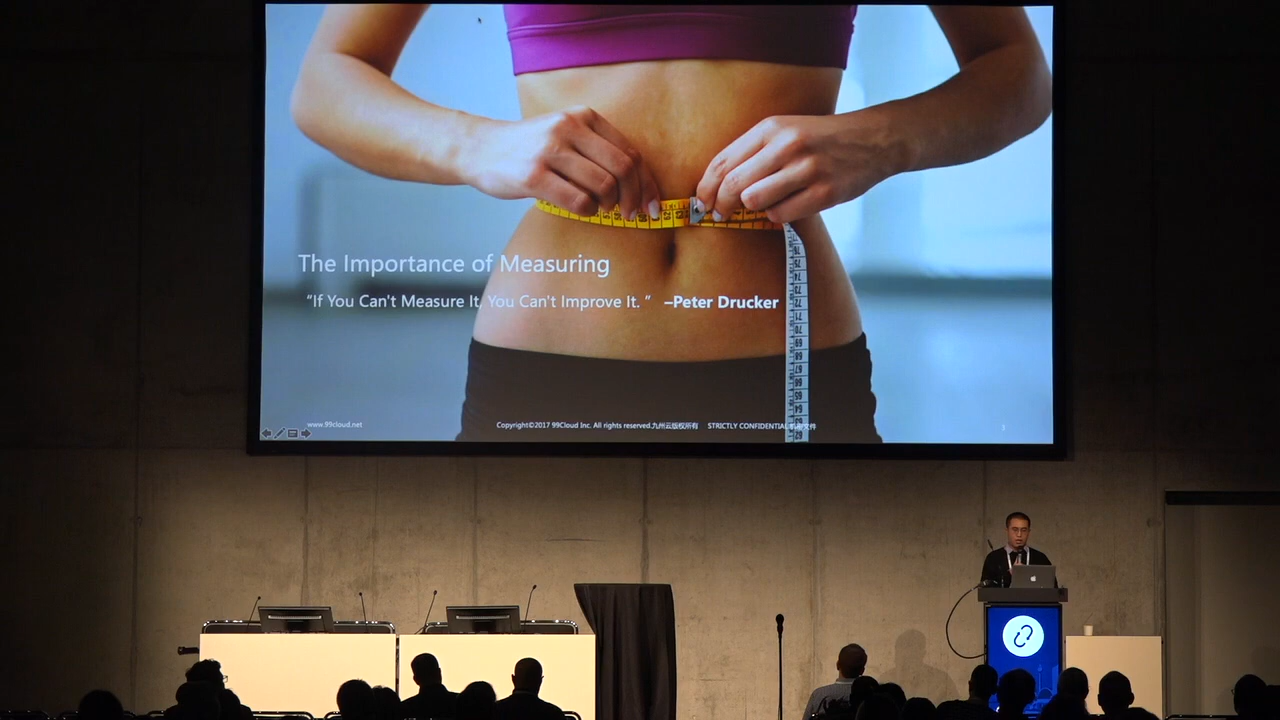 The Importance of Measuring
“If You Can't Measure It, You Can't Improve It. ” –Peter Drucker
www.99cloud.net
Copyright©2017 99Cloud Inc. All rights reserved.九州云版权所有 STRICTLY CONFIDENTIAL